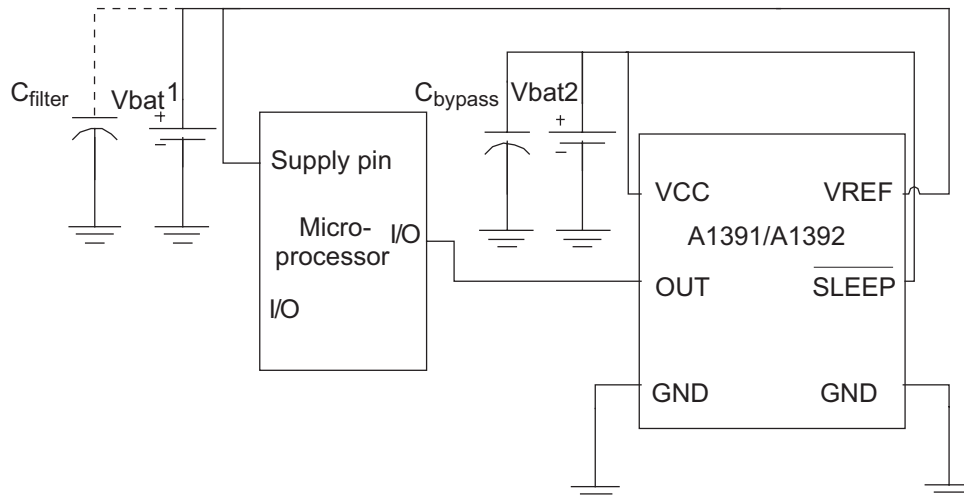 Cfilter
Vbat1
+
–
Cbypass
Vbat2
+
–
Supply pin
Micro-
processor
I/O
I/O
VCC
VREF
A1391/A1392
OUT
SLEEP
GND
GND